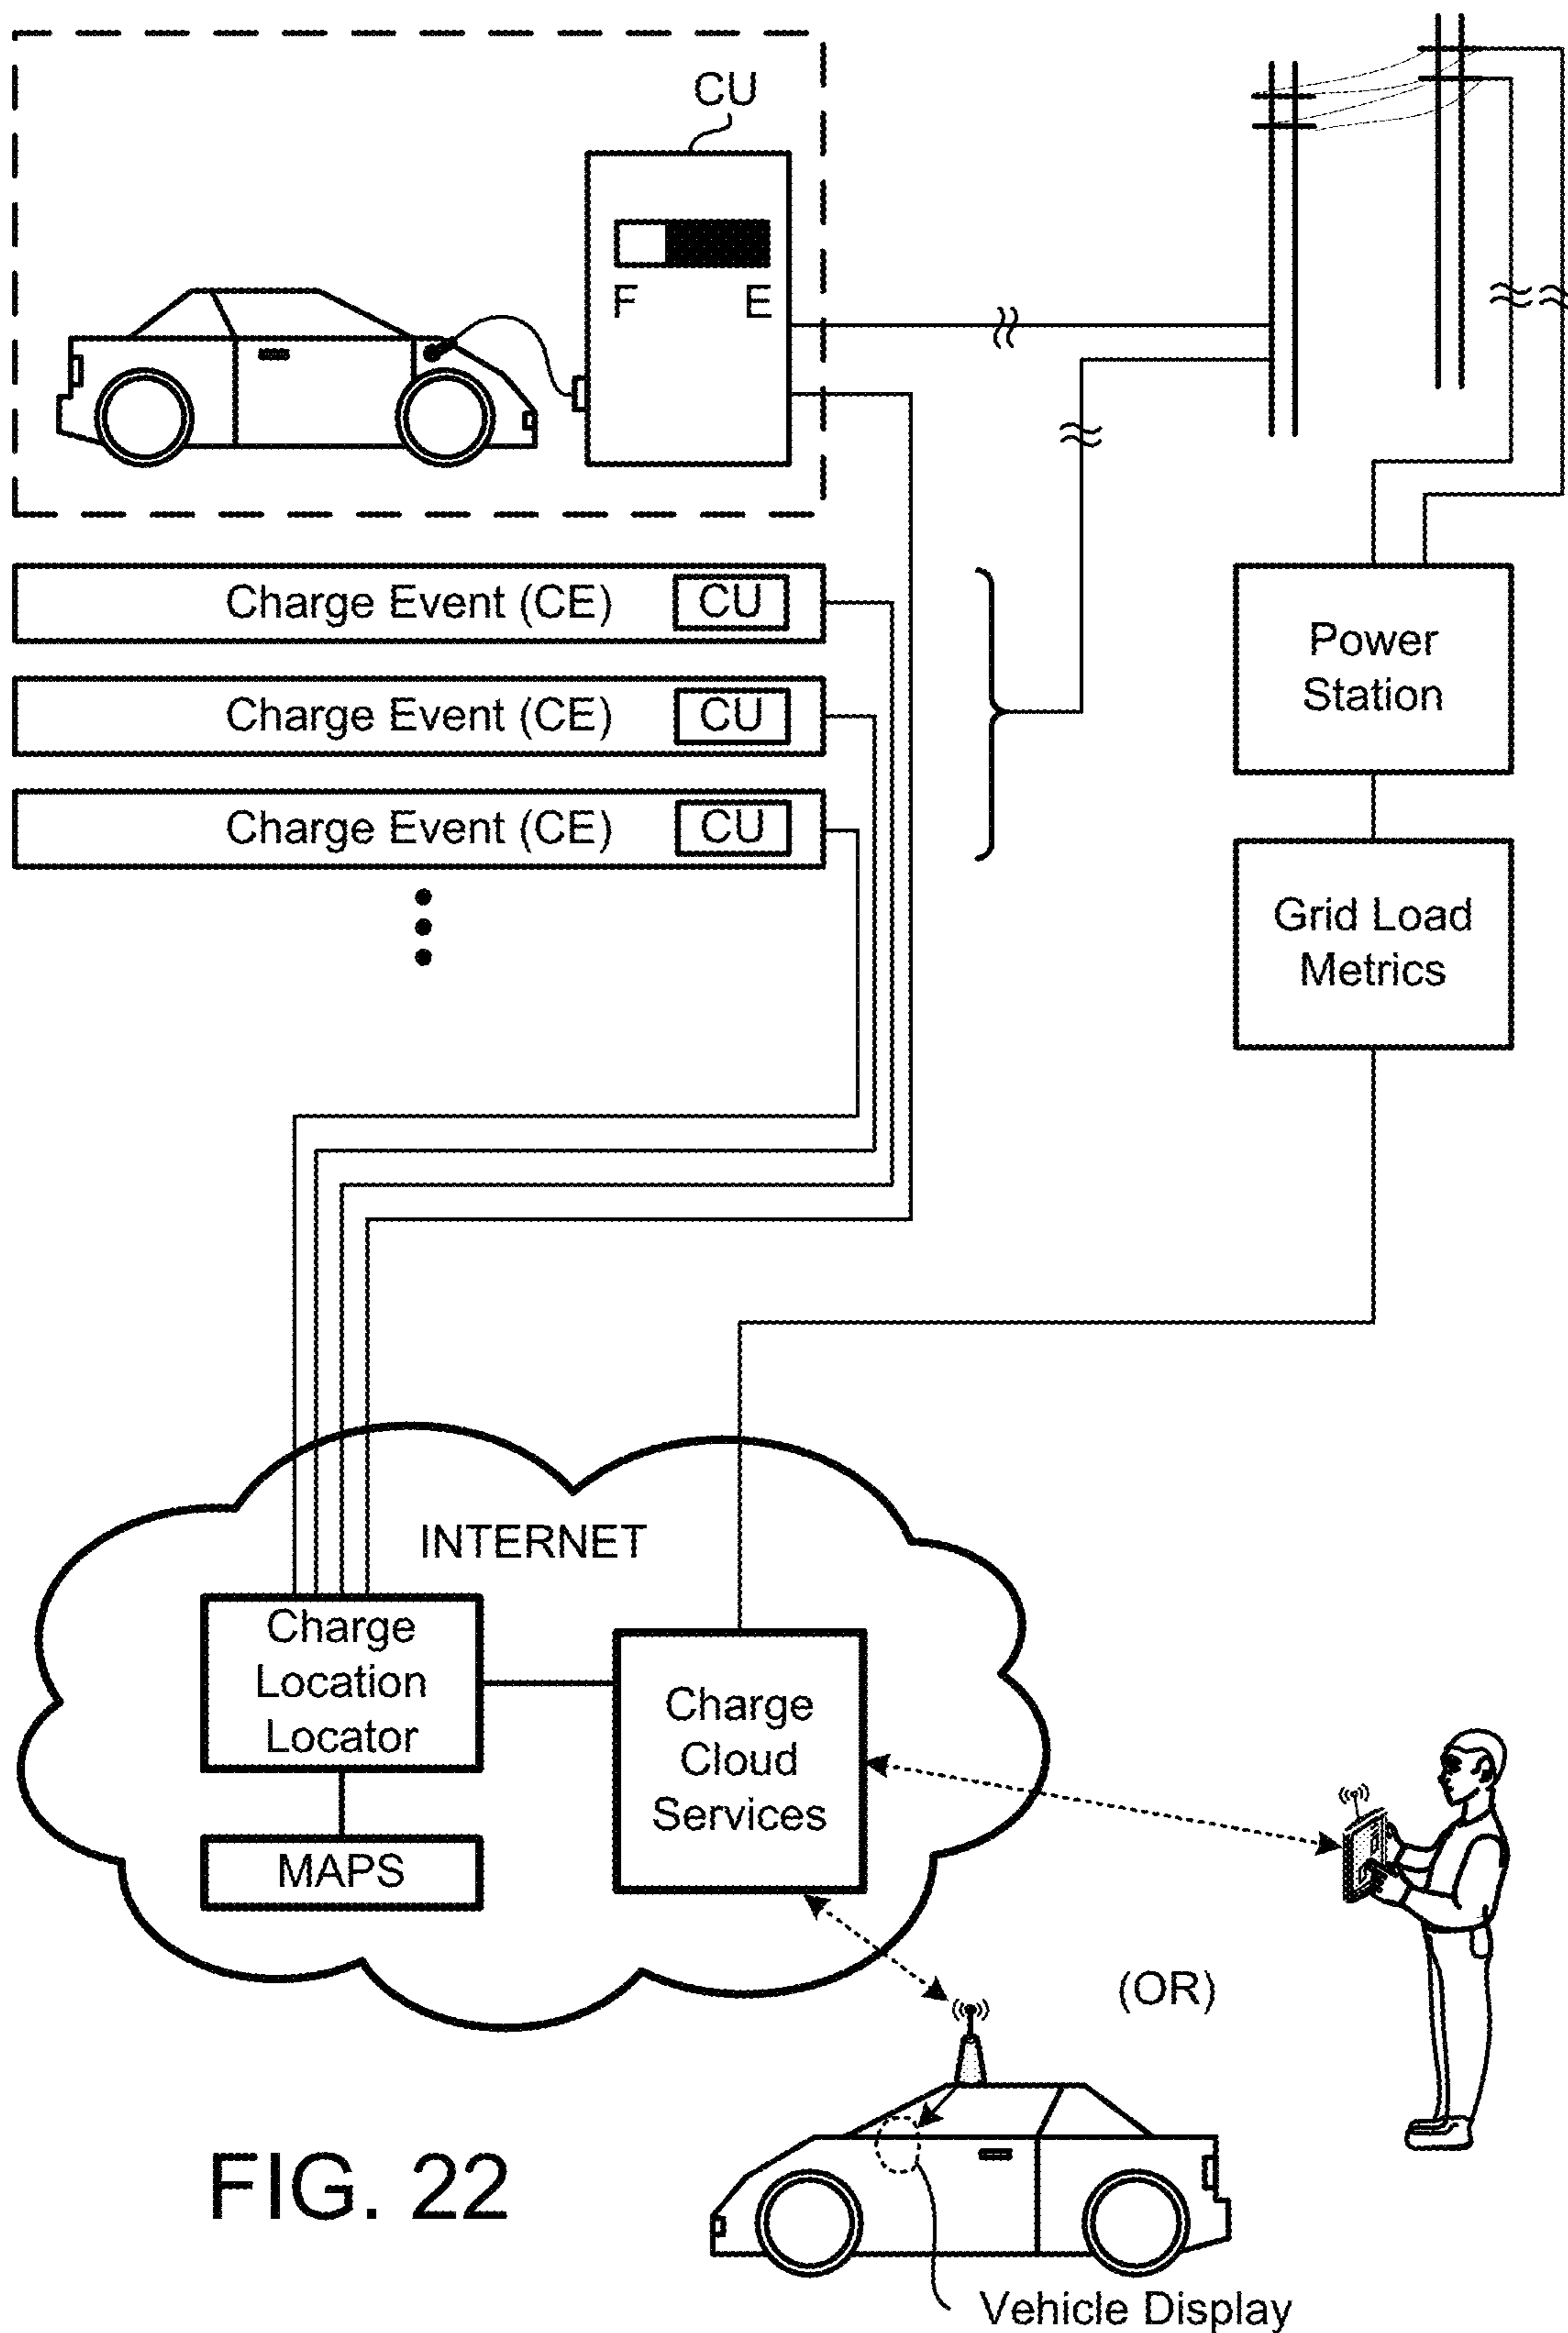 CU
F E
Charge Event (CE) CU
Charge Event (CE) CU
Charge Event (CE) CU
Power
Station
Grid Load
Metrics
INTERNET
Charge
Location
Locator
MAPS
Charge
Cloud
Services
(OR)
Vehicle Display
FIG. 22